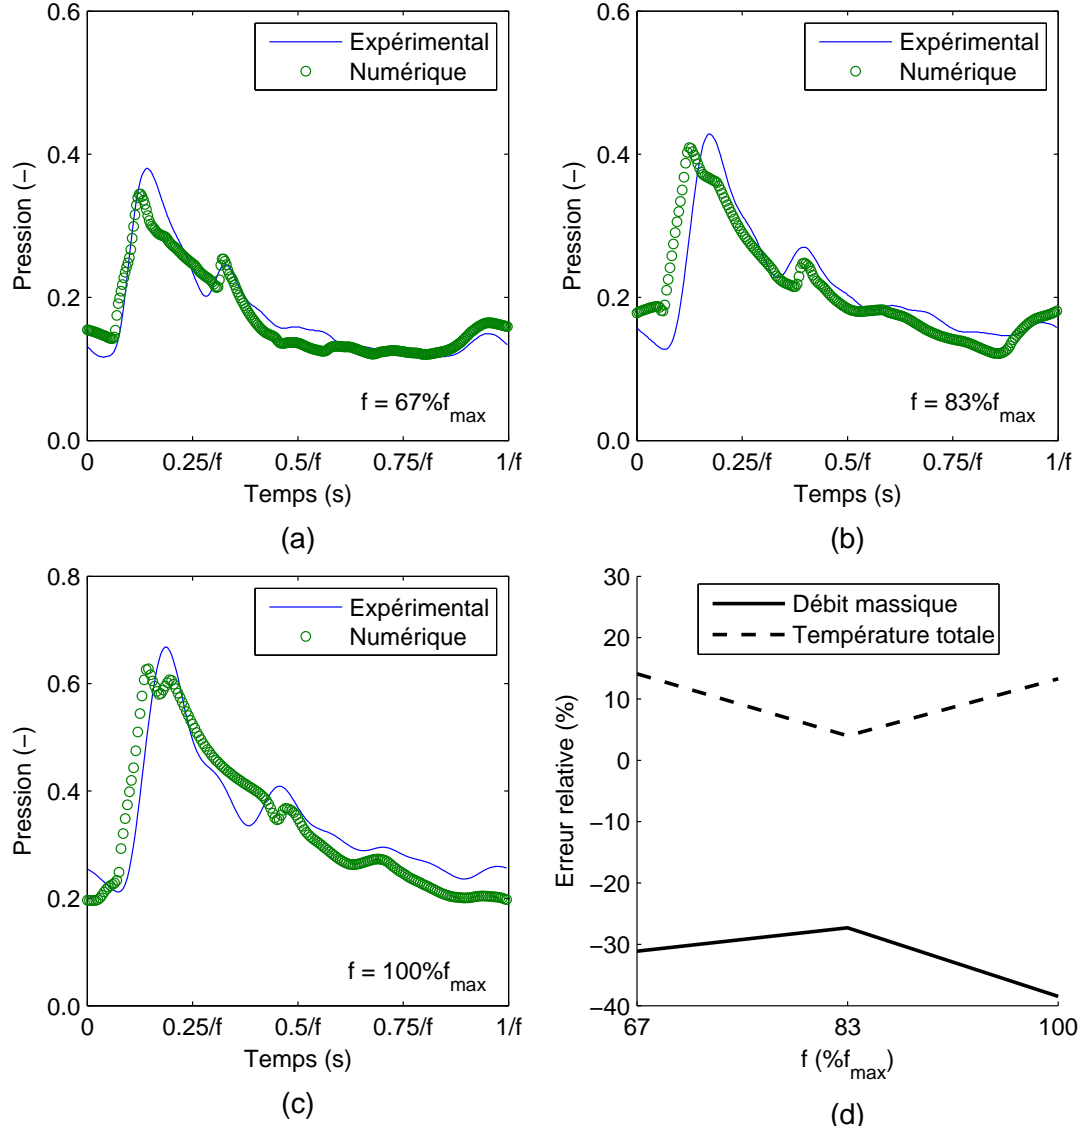 0.6
0.4
0.2
0.0
Pression (−)
Expérimental
Numérique
f = 67%f_max
0 0.25/f 0.5/f 0.75/f 1/f
Temps (s)
(a)
0.6
0.4
0.2
0.0
Pression (−)
Expérimental
Numérique
f = 83%f_max
0 0.25/f 0.5/f 0.75/f 1/f
Temps (s)
(b)
0.8
0.6
0.4
0.2
0.0
Pression (−)
Expérimental
Numérique
f = 100%f_max
0 0.25/f 0.5/f 0.75/f 1/f
Temps (s)
(c)
30
20
10
0
−10
−20
−30
−40
Erreur relative (%)
Débit massique
Température totale
67 83 100
f (%f_max)
(d)